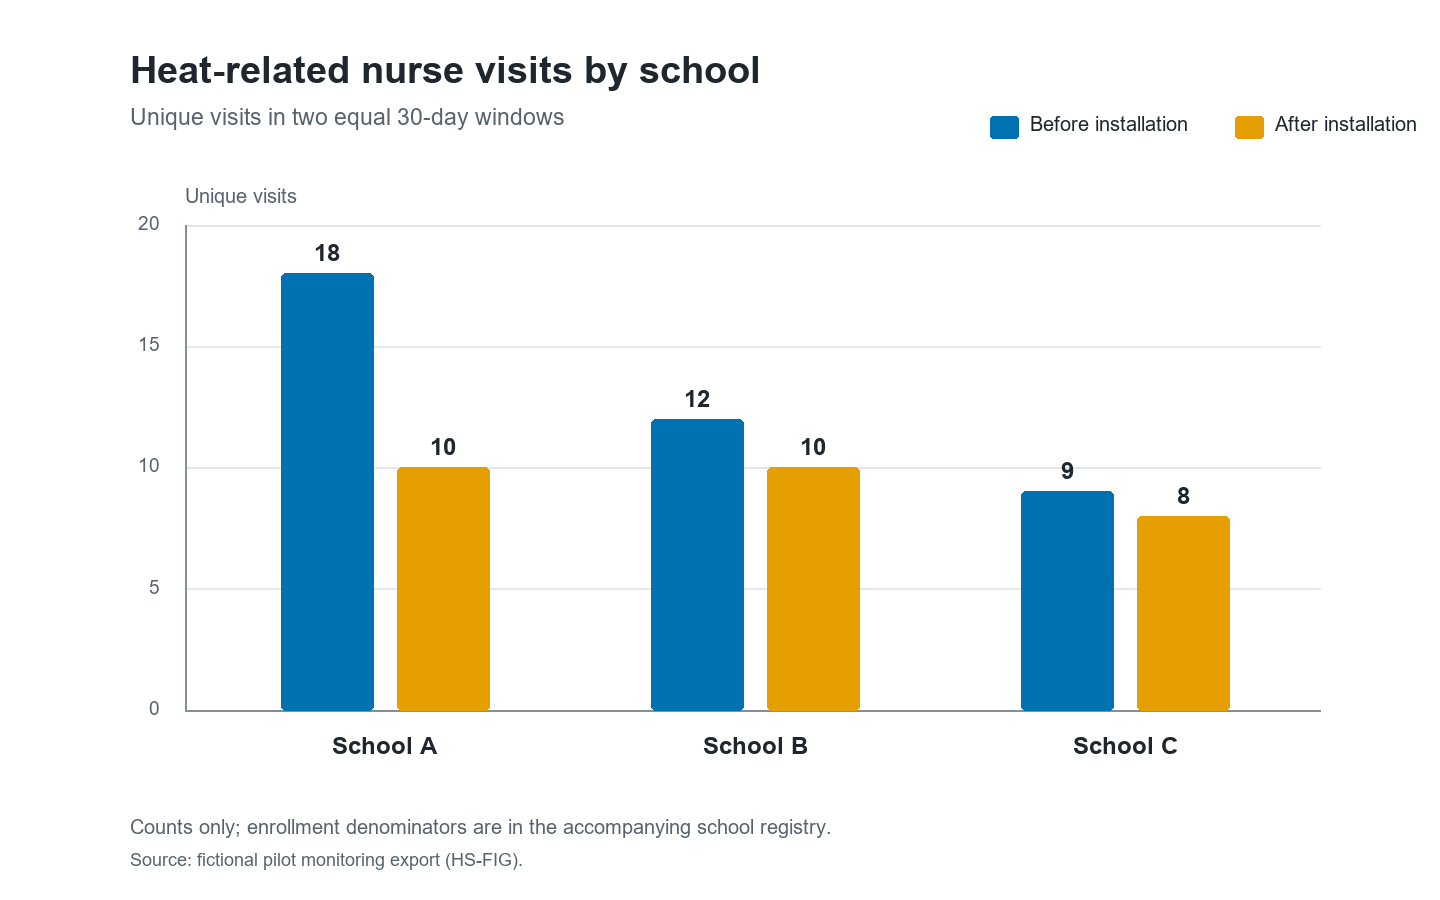 Heat-related nurse visits by school
Unique visits in two equal 30-day windows
Before installation
After installation
Unique visits
20
15
10
5
0
18
10
12
10
9
8
School A
School B
School C
Counts only; enrollment denominators are in the accompanying school registry.
Source: fictional pilot monitoring export (HS-FIG).